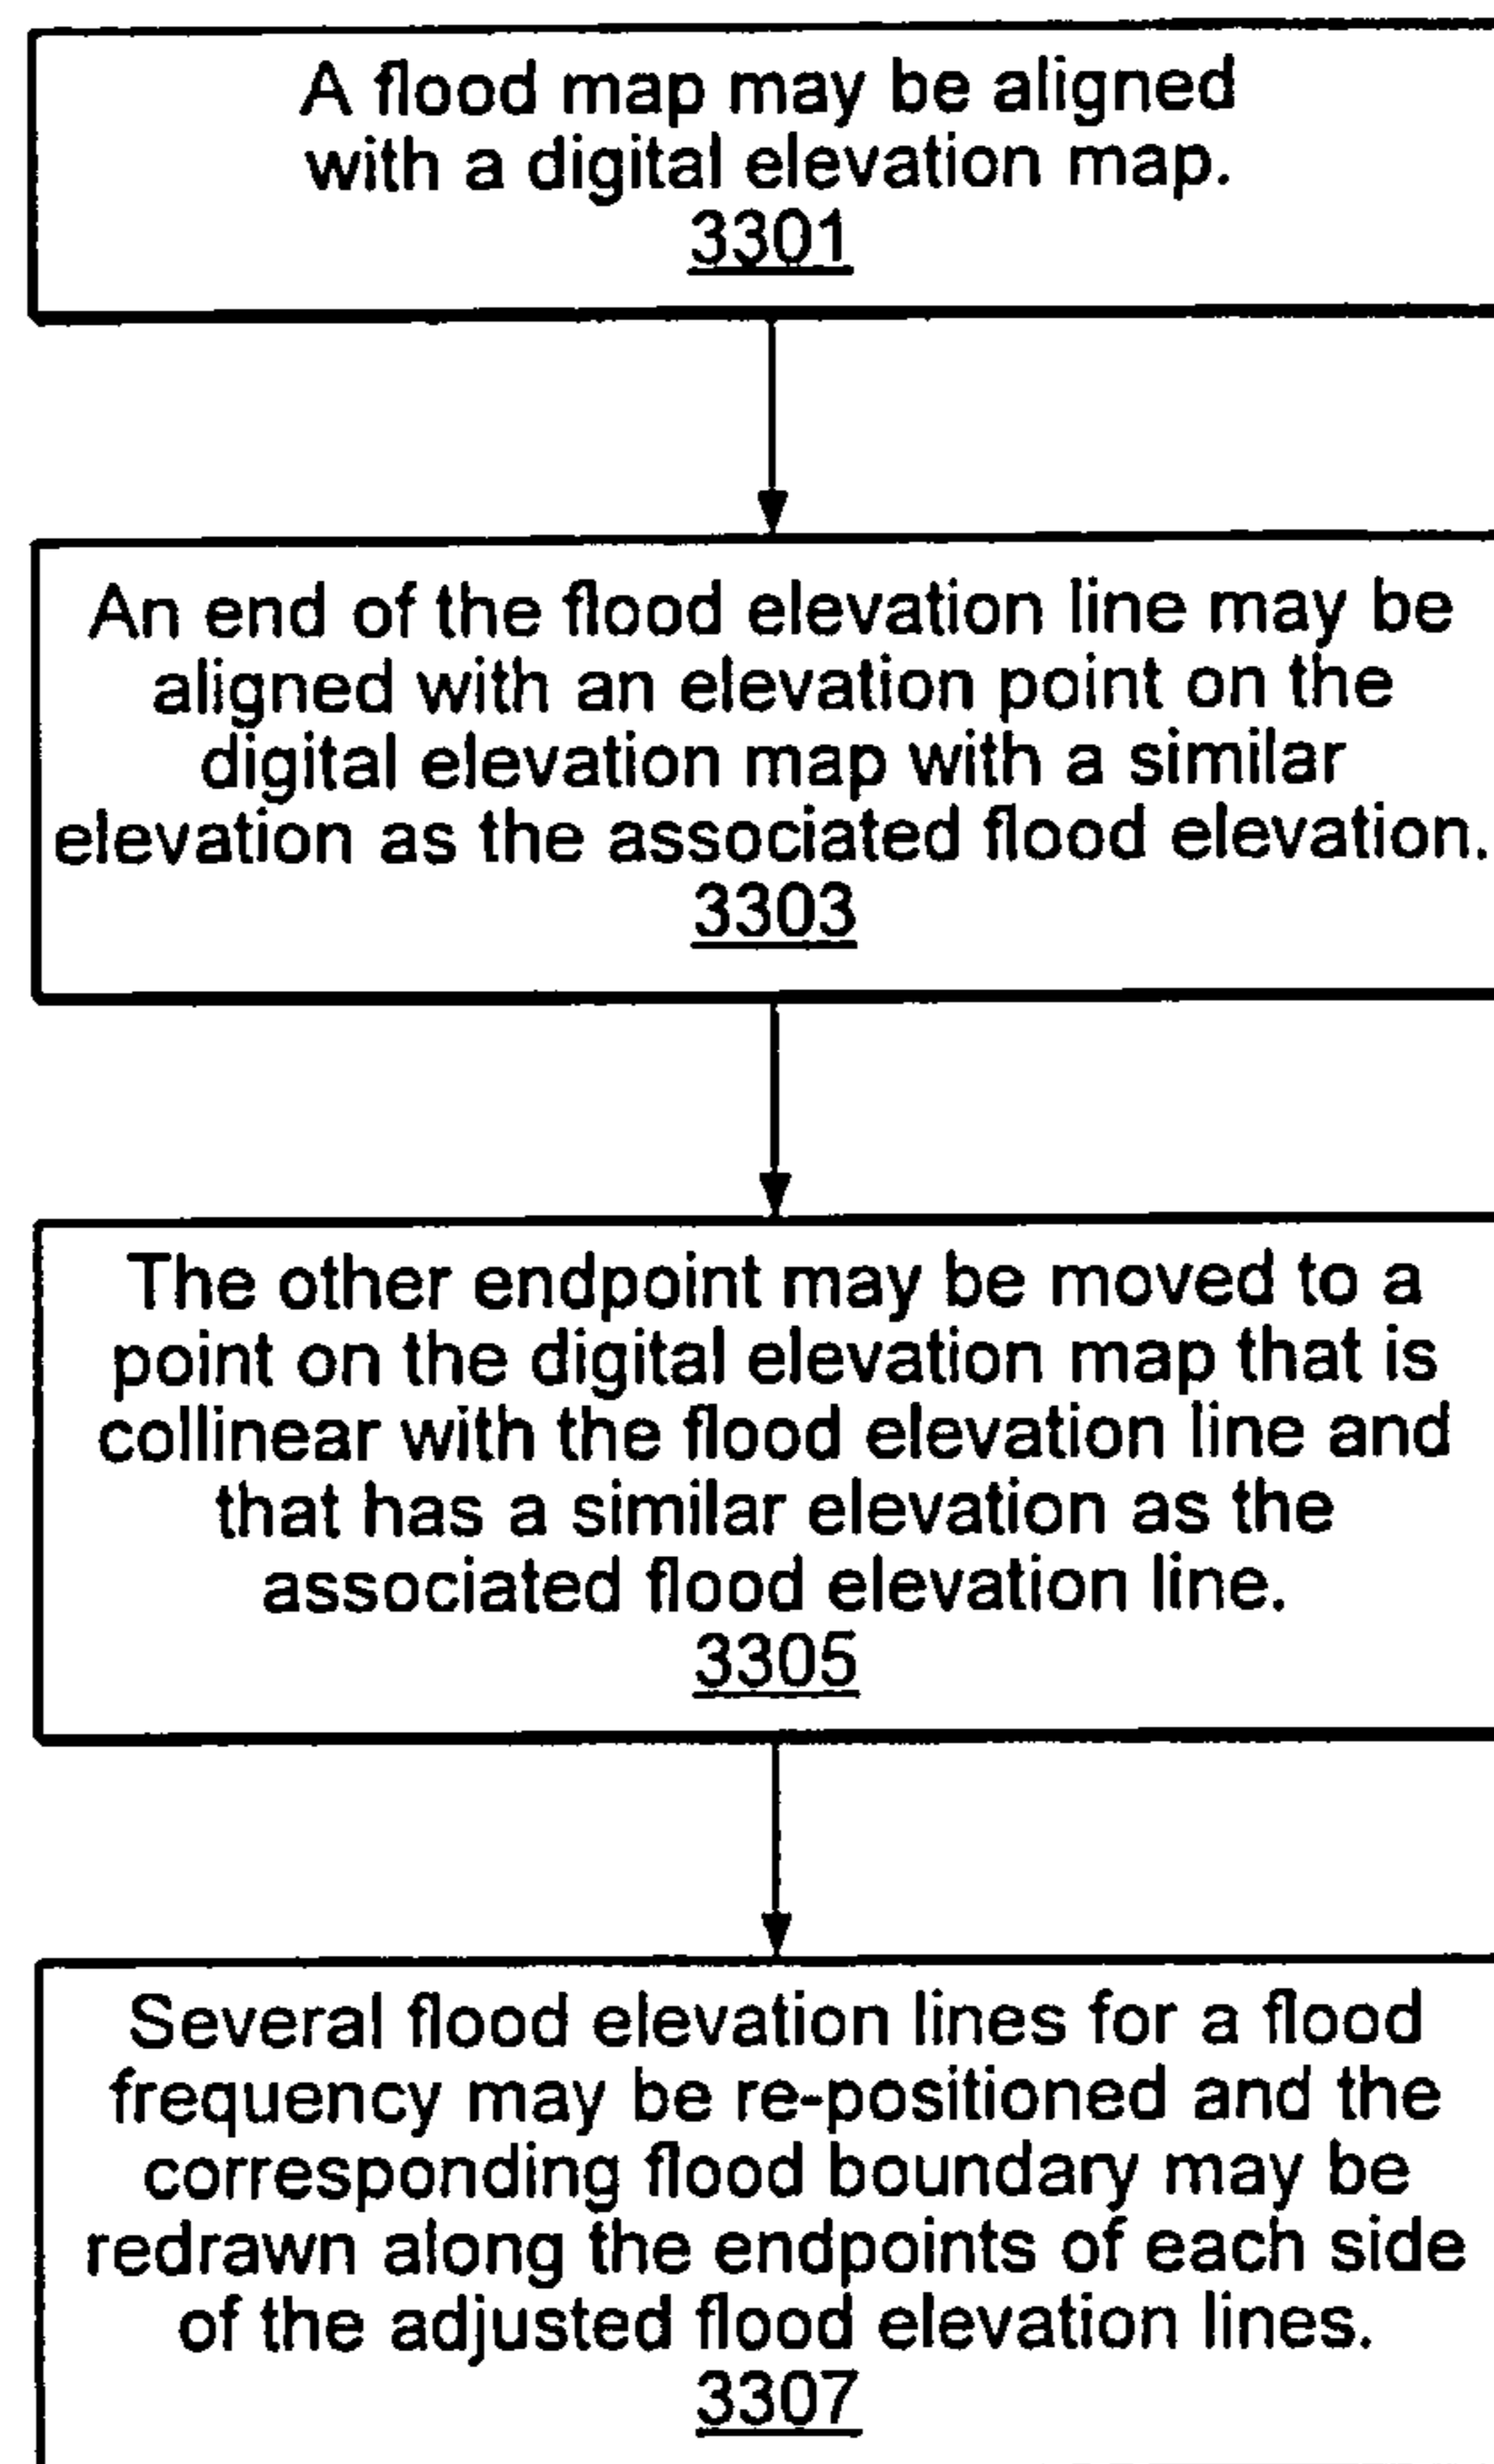 A flood map may be aligned
with a digital elevation map.
3301
An end of the flood elevation line may be
aligned with an elevation point on the
digital elevation map with a similar
elevation as the associated flood elevation.
3303
The other endpoint may be moved to a
point on the digital elevation map that is
collinear with the flood elevation line and
that has a similar elevation as the
associated flood elevation line.
3305
Several flood elevation lines for a flood
frequency may be re-positioned and the
corresponding flood boundary may be
redrawn along the endpoints of each side
of the adjusted flood elevation lines.
3307